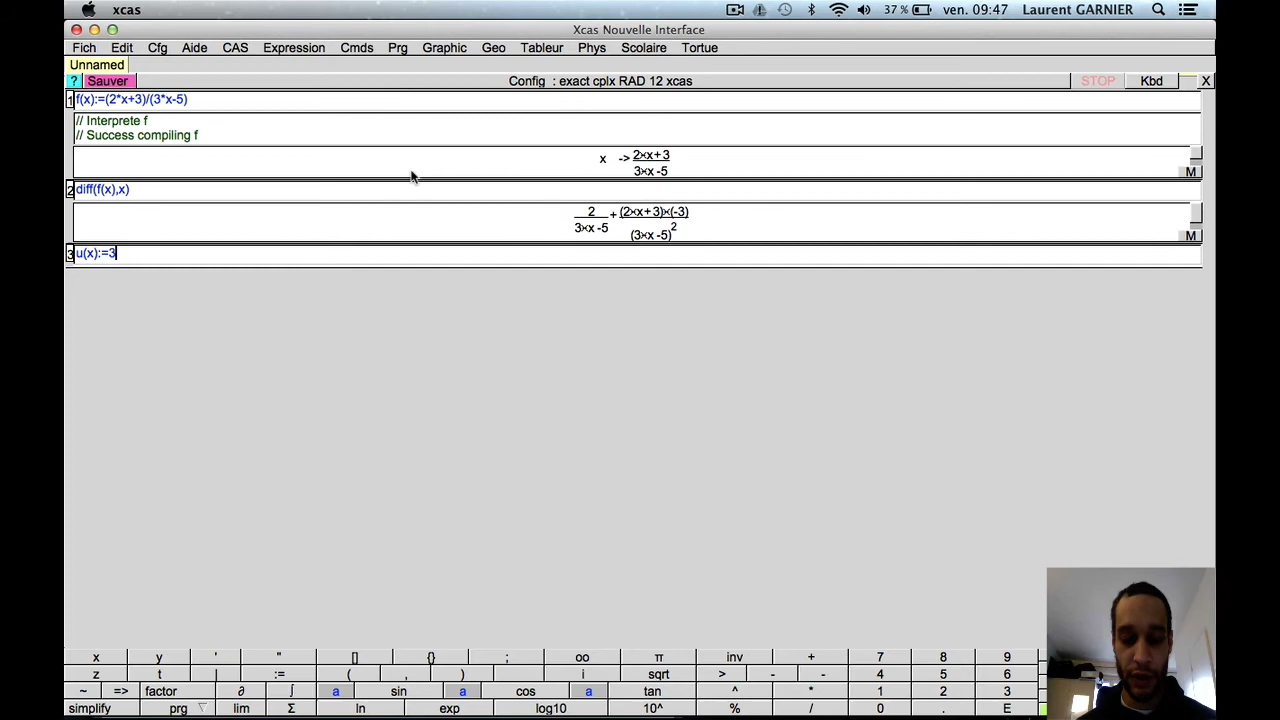 xcas 37 % ven. 09:47 Laurent GARNIER
Xcas Nouvelle Interface
Fich Edit Cfg Aide CAS Expression Cmds Prg Graphic Geo Tableur Phys Scolaire Tortue
Unnamed
? Sauver Config : exact cplx RAD 12 xcas STOP Kbd X
1 f(x):=(2*x+3)/(3*x-5)
// Interprete f
// Success compiling f
x -> 2×x+3
3×x -5
M
2 diff(f(x),x)
2 + (2×x+3)×(-3)
3×x -5 (3×x -5)²
M
3 u(x):=3
x y ' " [] {} ; oo π inv + 7 8 9
z t | := ( , ) i sqrt > - - 4 5 6
~ => factor ∂ ∫ a sin a cos a tan ^ * 1 2 3
simplify prg lim Σ ln exp log10 10^ % / 0 . E